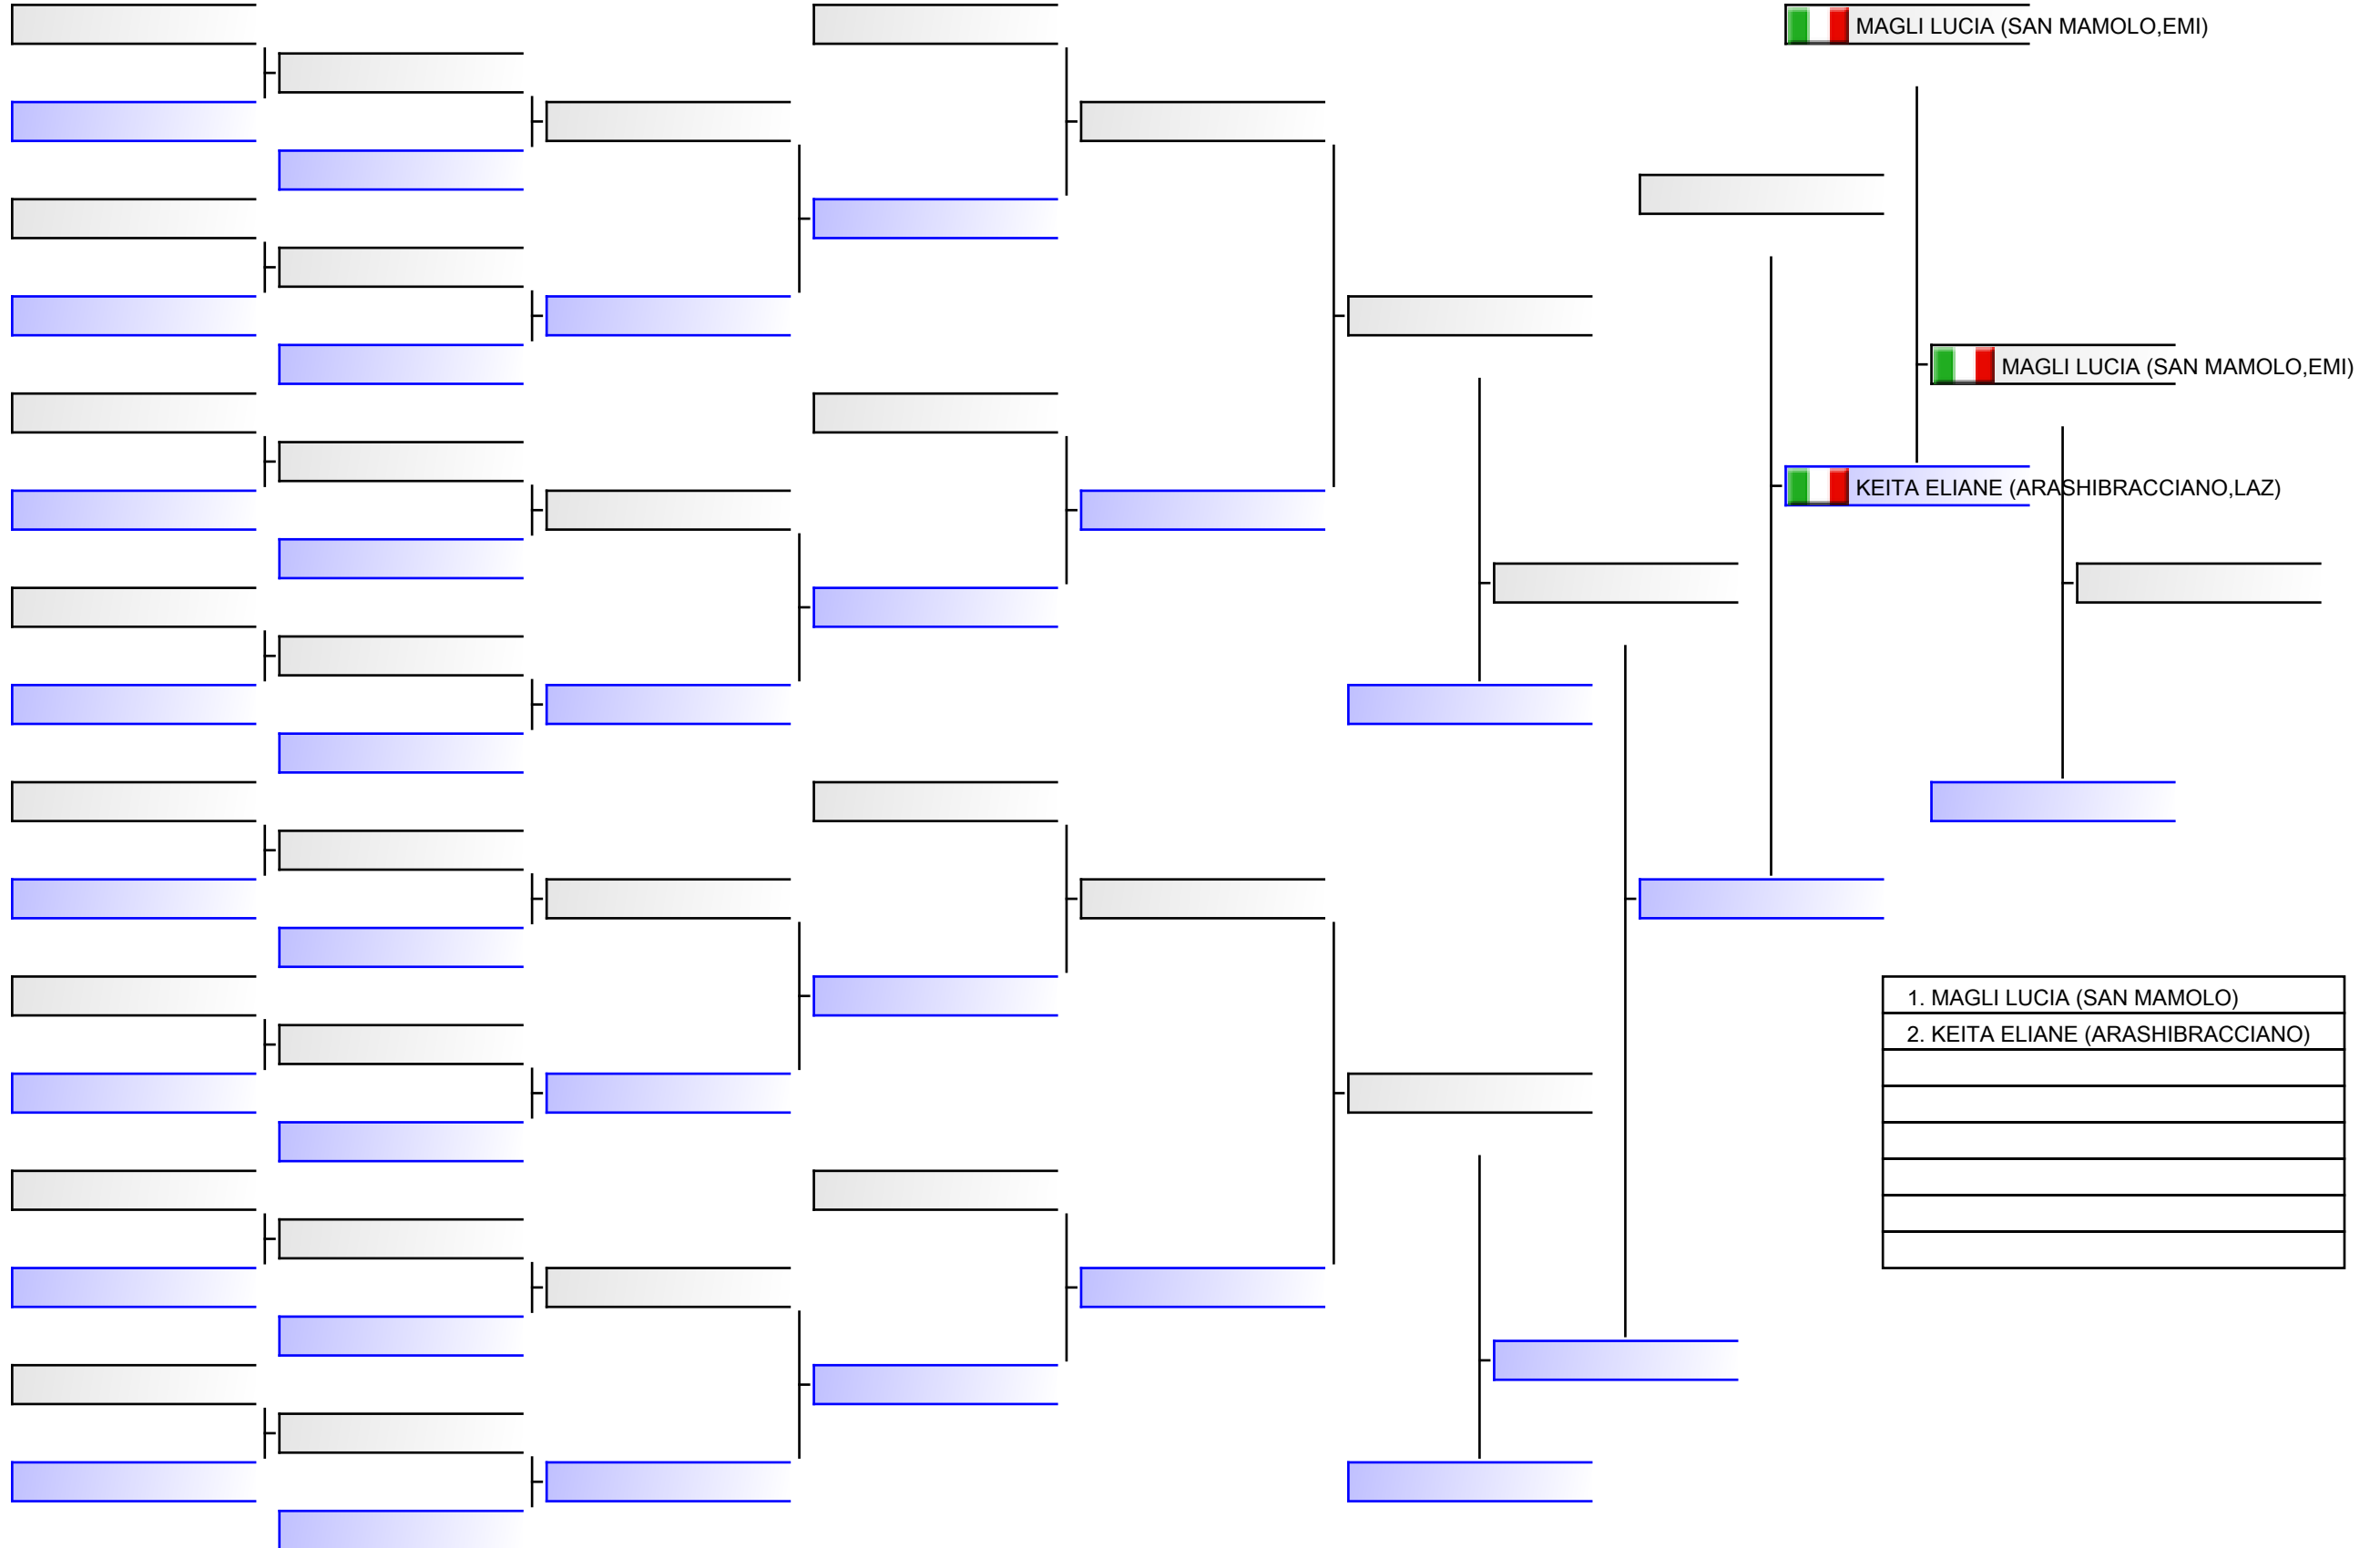 MAGLI LUCIA (SAN MAMOLO,EMI)
MAGLI LUCIA (SAN MAMOLO,EMI)
KEITA ELIANE (ARASHIBRACCIANO,LAZ)
1. MAGLI LUCIA (SAN MAMOLO)
2. KEITA ELIANE (ARASHIBRACCIANO)